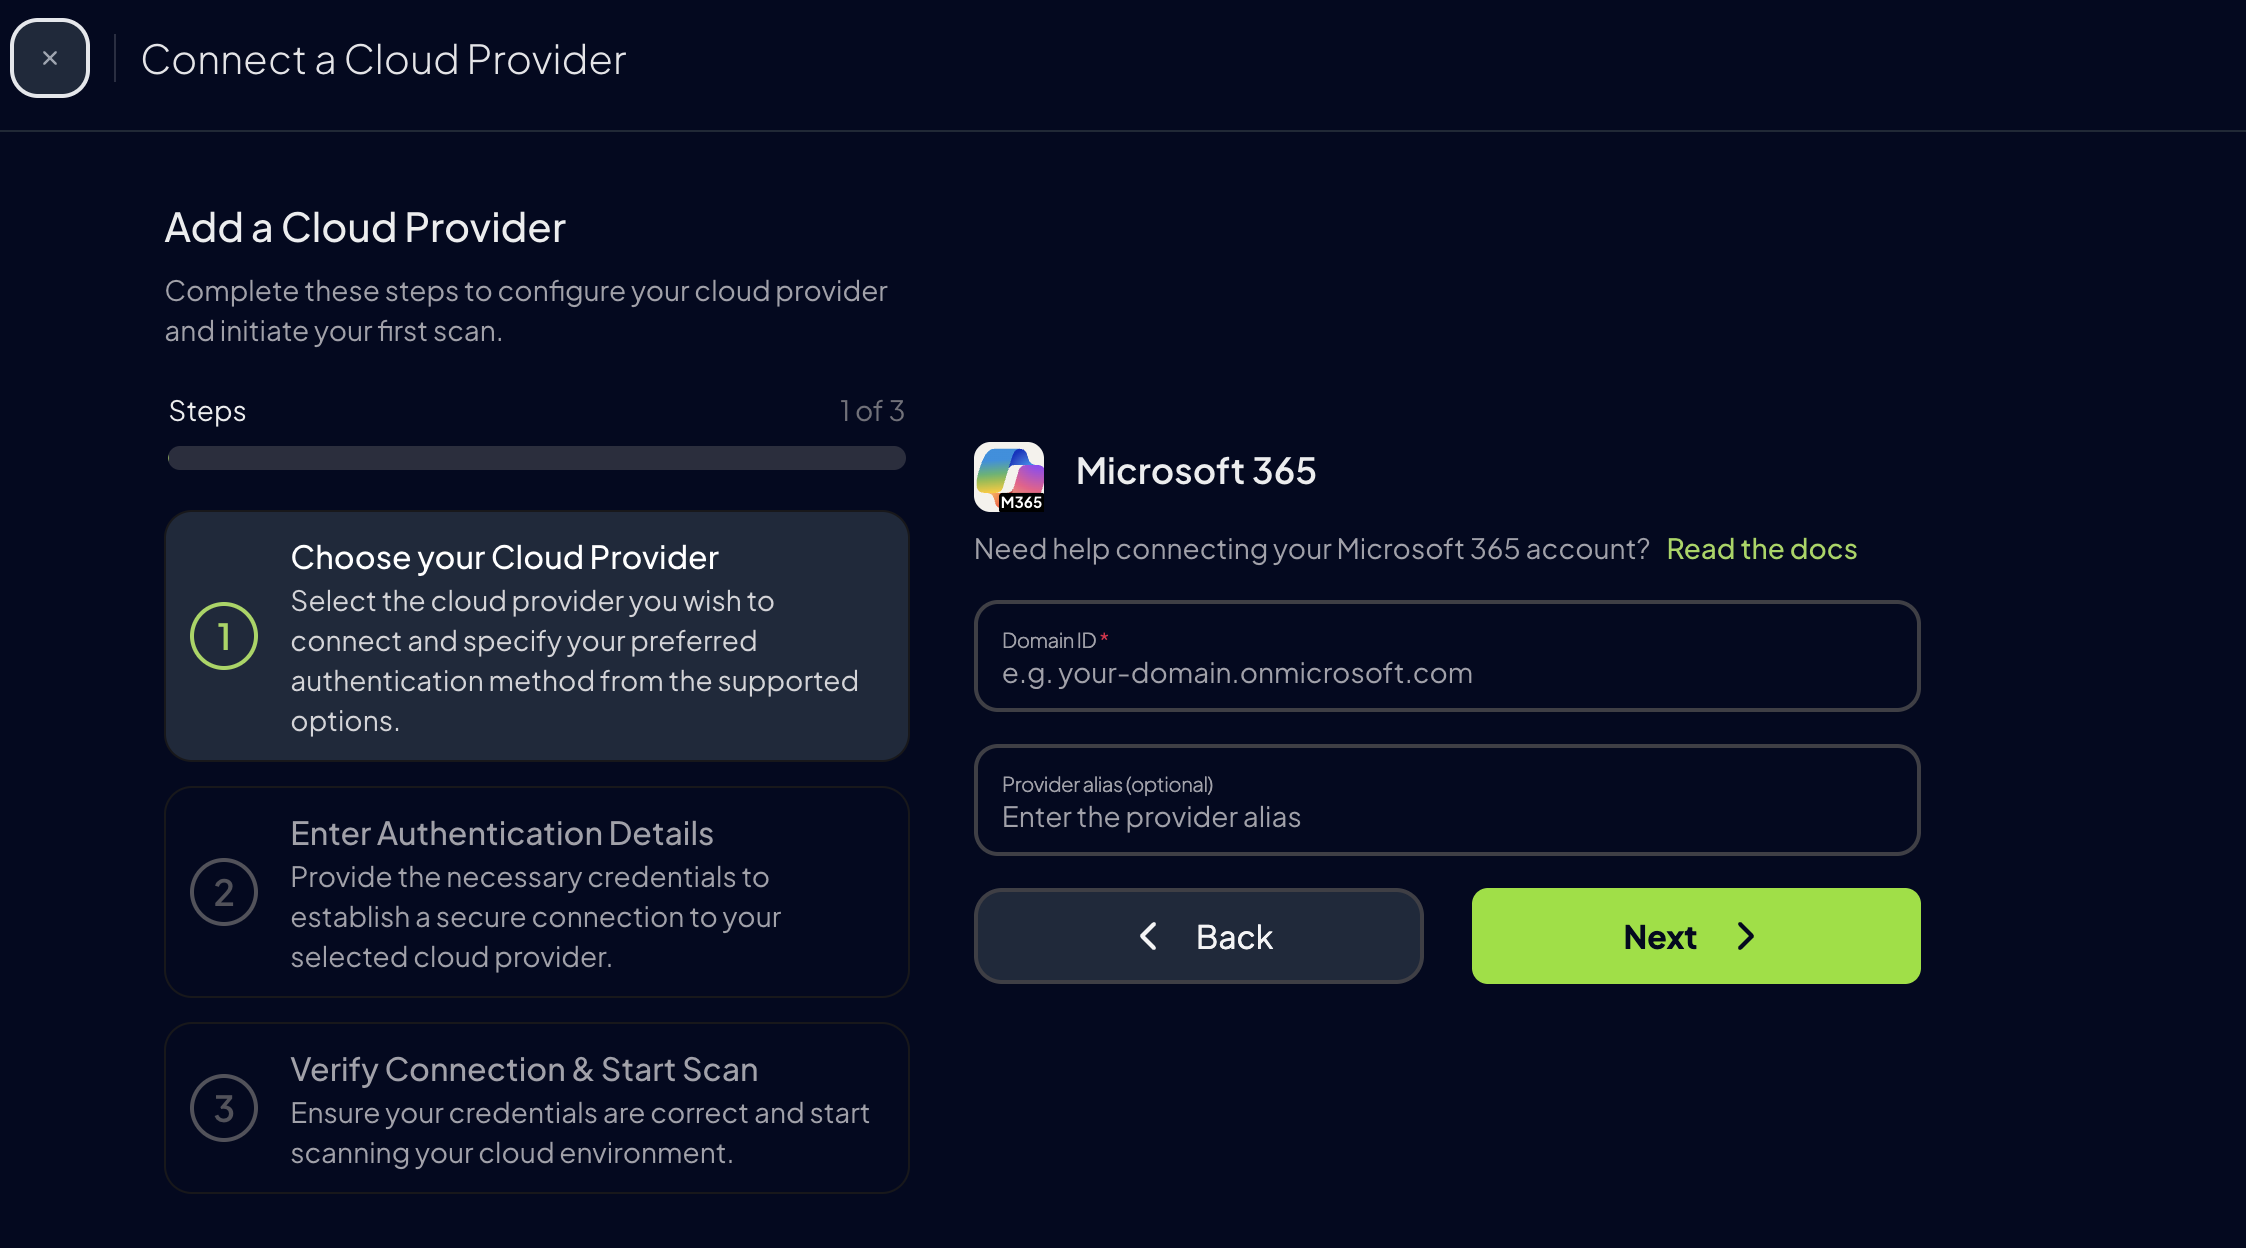 Connect a Cloud Provider
Add a Cloud Provider
Complete these steps to configure your cloud provider
and initiate your first scan.
Steps
1 of 3
1
Choose your Cloud Provider
Select the cloud provider you wish to
connect and specify your preferred
authentication method from the supported
options.
2
Enter Authentication Details
Provide the necessary credentials to
establish a secure connection to your
selected cloud provider.
3
Verify Connection & Start Scan
Ensure your credentials are correct and start
scanning your cloud environment.
M365
Microsoft 365
Need help connecting your Microsoft 365 account? Read the docs
Domain ID *
e.g. your-domain.onmicrosoft.com
Provider alias (optional)
Enter the provider alias
Back
Next